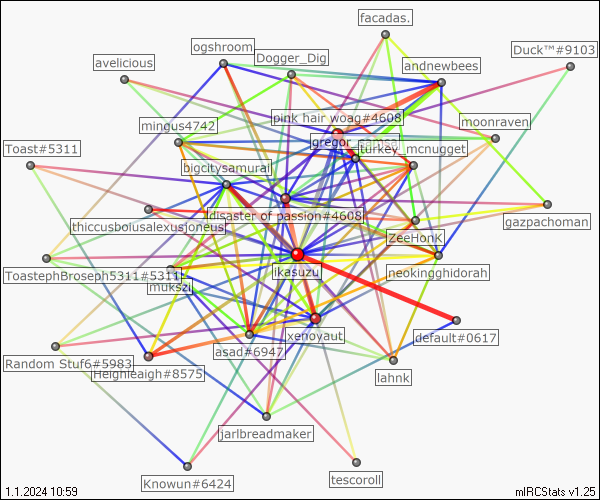 facadas.
ogshroom
Duck™#9103
Dogger_Dig
avelicious
andnewbees
pink hair woag#4608
moonraven
mingus4742
gregor_samsa
Toast#5311
turkey_mcnugget
bigcitysamurai
disaster of passion#4608
gazpachoman
thiccusboiusalexusjoneus
ZeeHonk
ToastephBroseph5311#5311
ikasuzu
neokingghidorah
mukszi
xenoyaut
default#0617
asad#6947
Random Stuf6#5983
Heighleaigh#8575
lahnk
jarlbreadmaker
Knowun#6424
tescoroll
1.1.2024 10:59
mIRCStats v1.25